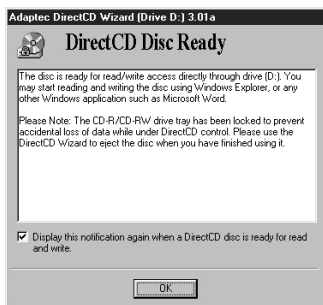 Adaptec DirectCD Wizard (Drive D:) 3.01a
DirectCD Disc Ready
The disc is ready for read/write access directly through drive (D:). You
may start reading and writing the disc using Windows Explorer, or any
other Windows application such as Microsoft Word.
Please Note: The CD-R/CD-RW drive tray has been locked to prevent
accidental loss of data while under DirectCD control. Please use the
DirectCD Wizard to eject the disc when you have finished using it.
Display this notification again when a DirectCD disc is ready for read
and write.
OK